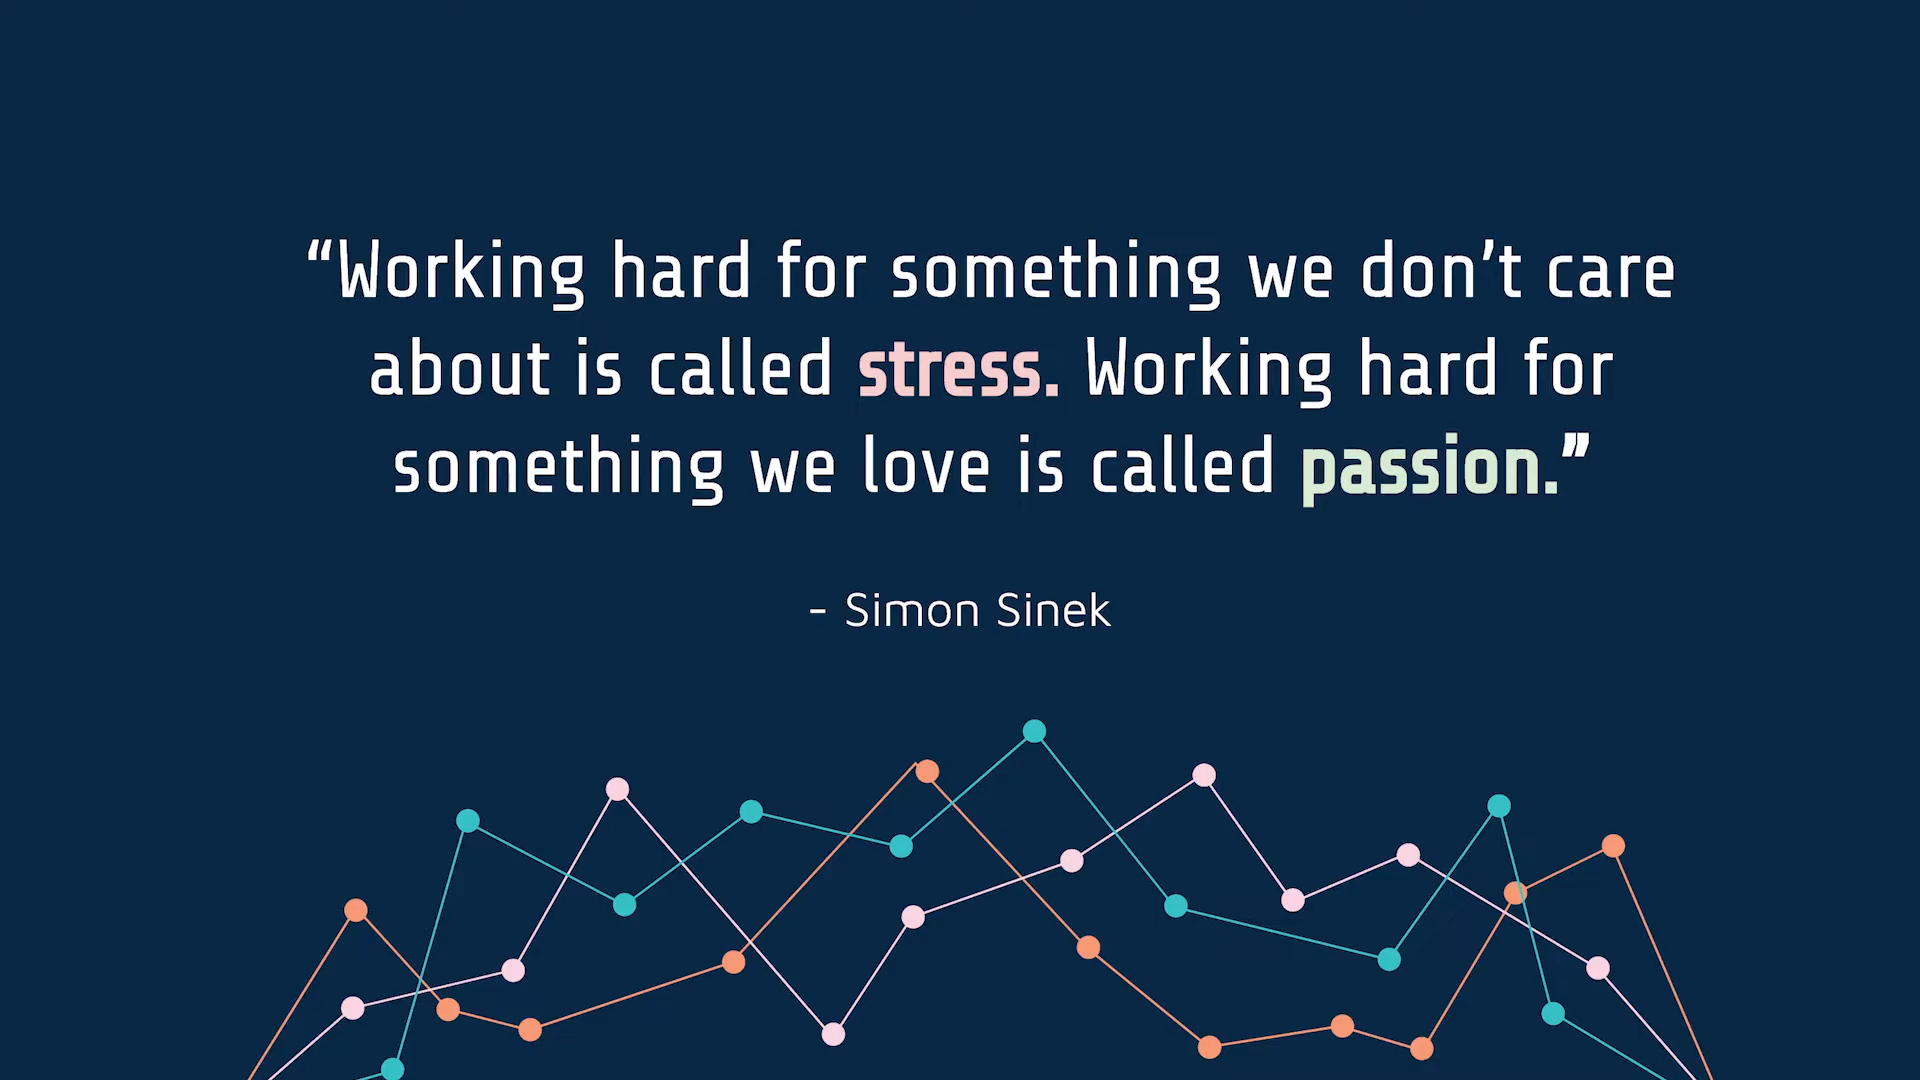 “Working hard for something we don’t care
about is called stress. Working hard for
something we love is called passion.”
- Simon Sinek